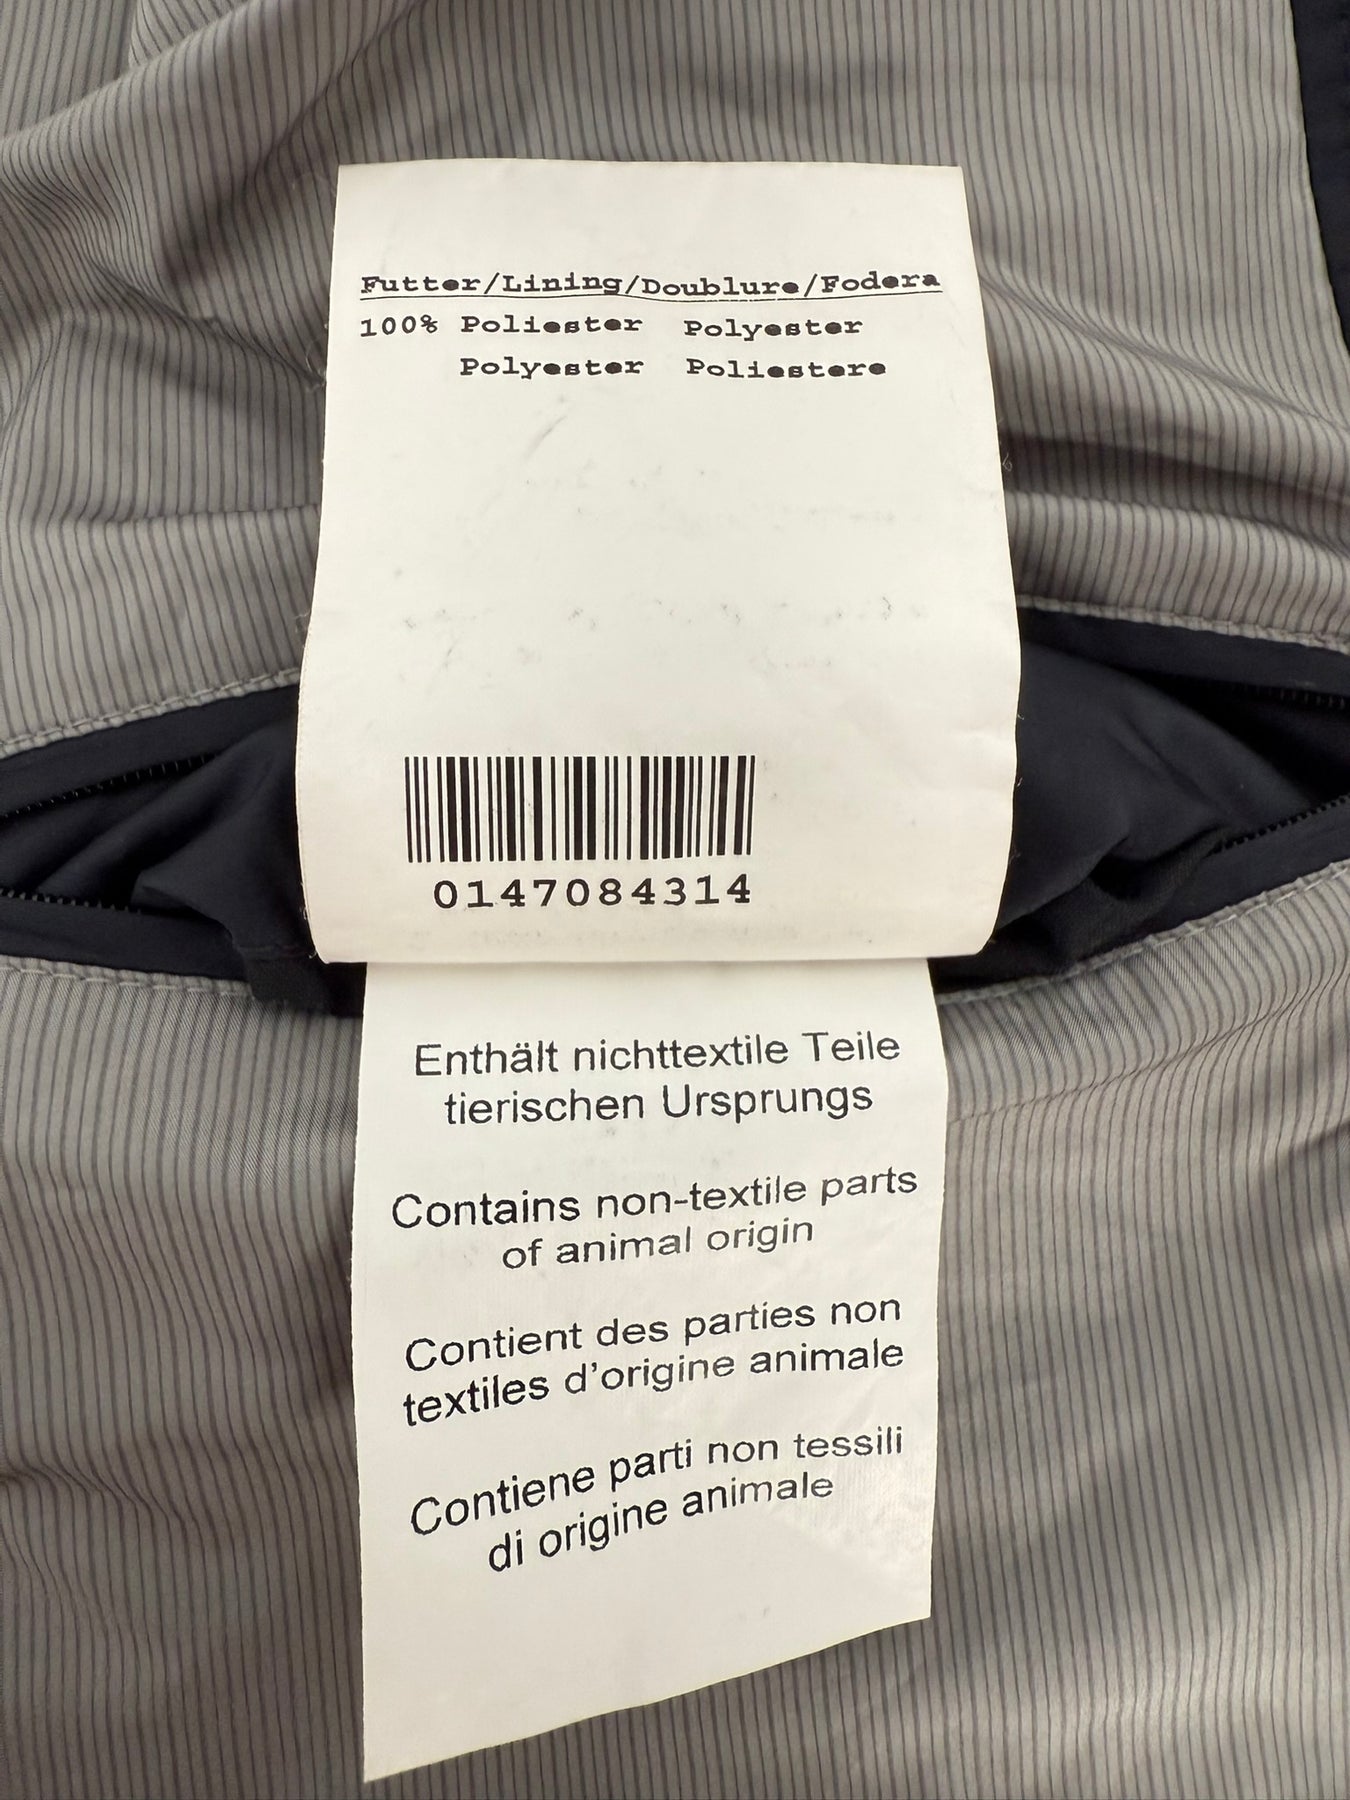 Futter/Lining/Doublure/Fodera
100% Poliester Polyester
Polyester Poliestere
0147084314
Enthält nichttextile Teile
tierischen Ursprungs
Contains non-textile parts
of animal origin
Contient des parties non
textiles d'origine animale
Contiene parti non tessili
di origine animale